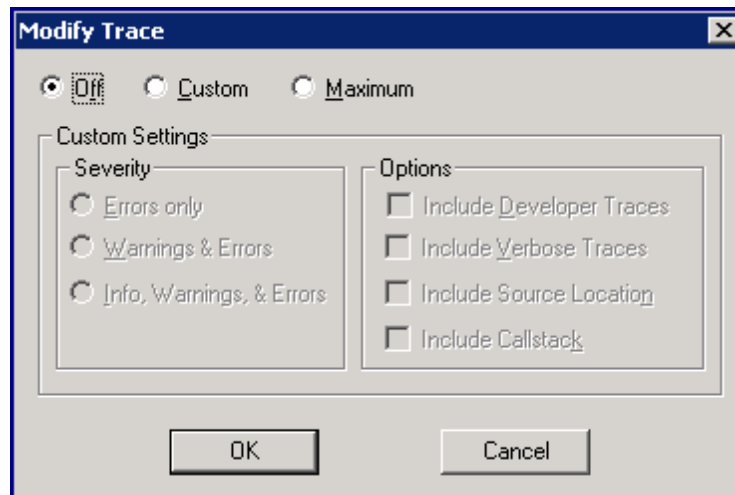 Modify Trace
Off Custom Maximum
Custom Settings
Severity
Errors only
Warnings & Errors
Info, Warnings, & Errors
Options
Include Developer Traces
Include Verbose Traces
Include Source Location
Include Callstack
OK Cancel